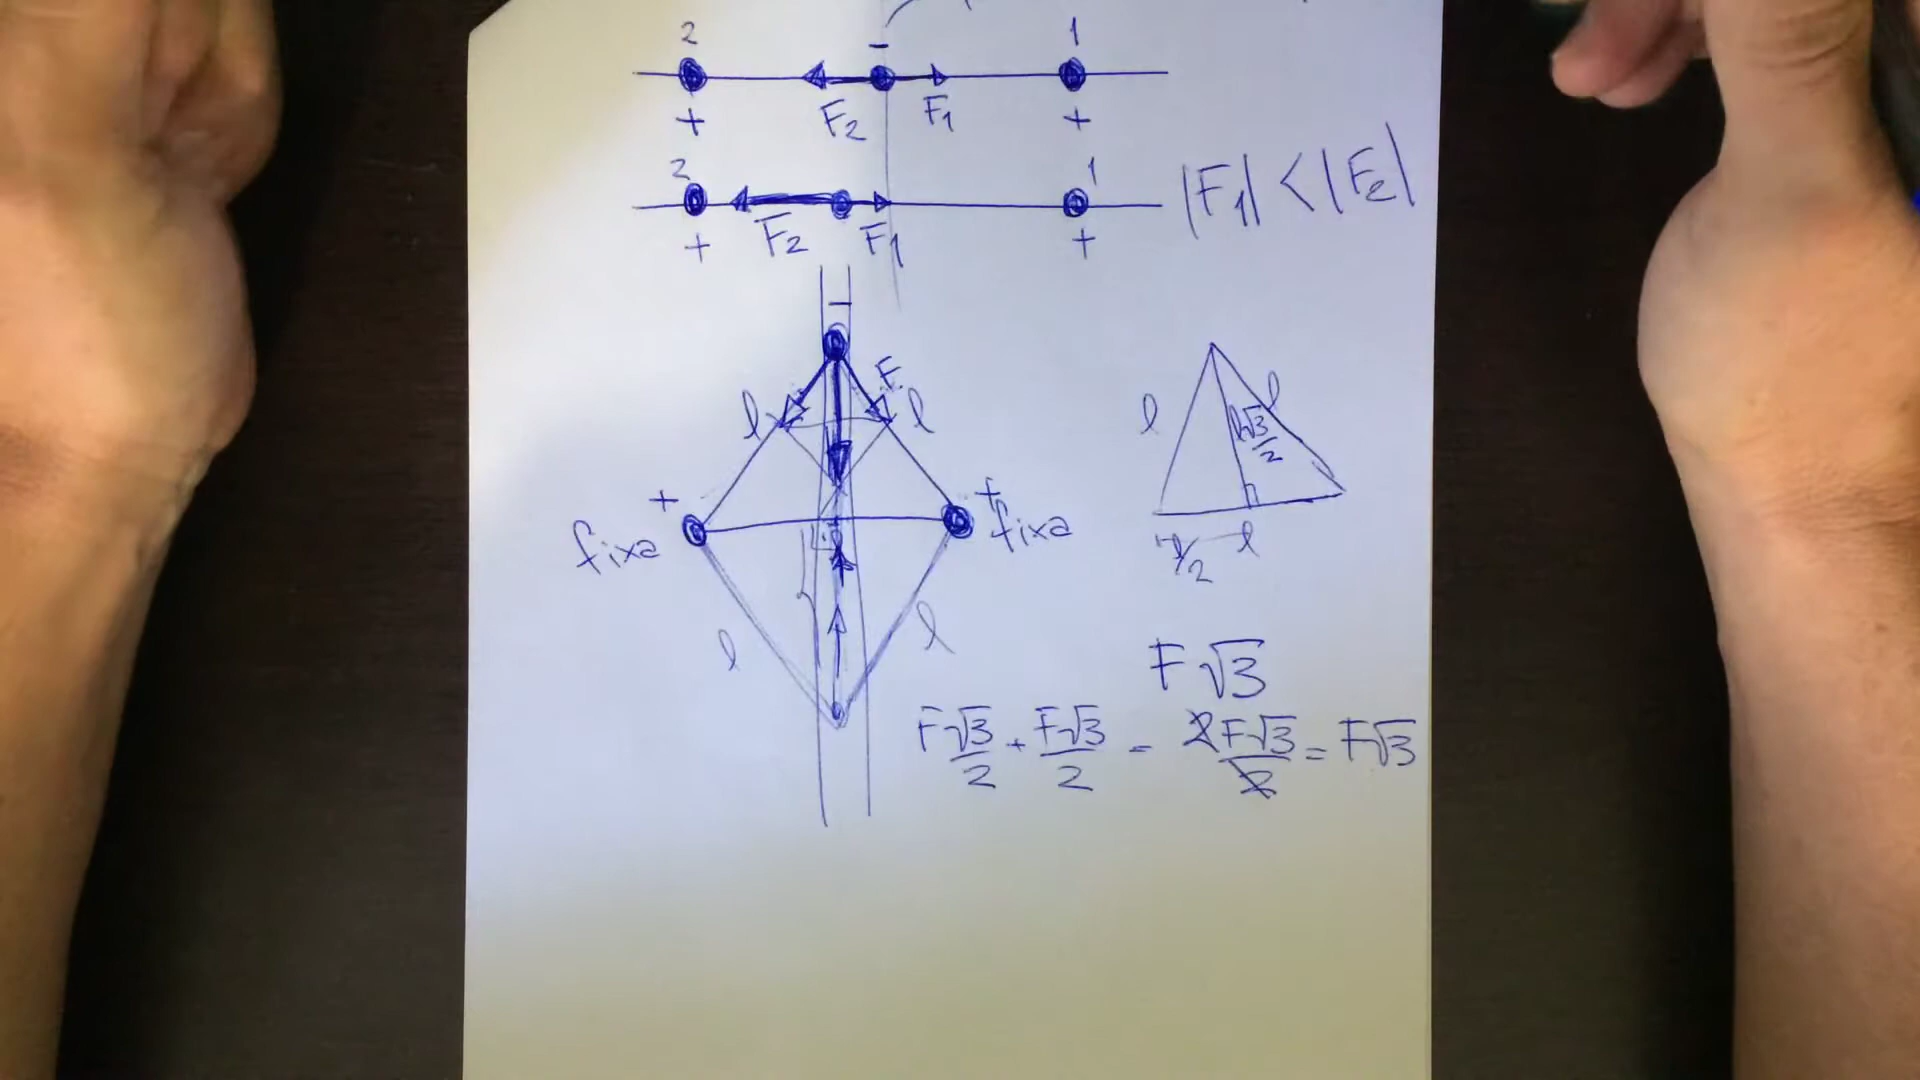 2 − 1
+ F2 F1 +
2 1
+ F2 F1 + |F1| < |F2|
−
F
l l l l√3/2 l
+ +
fixa fixa
l/2 l
l l
F√3
F√3/2 + F√3/2 = 2F√3/2 = F√3